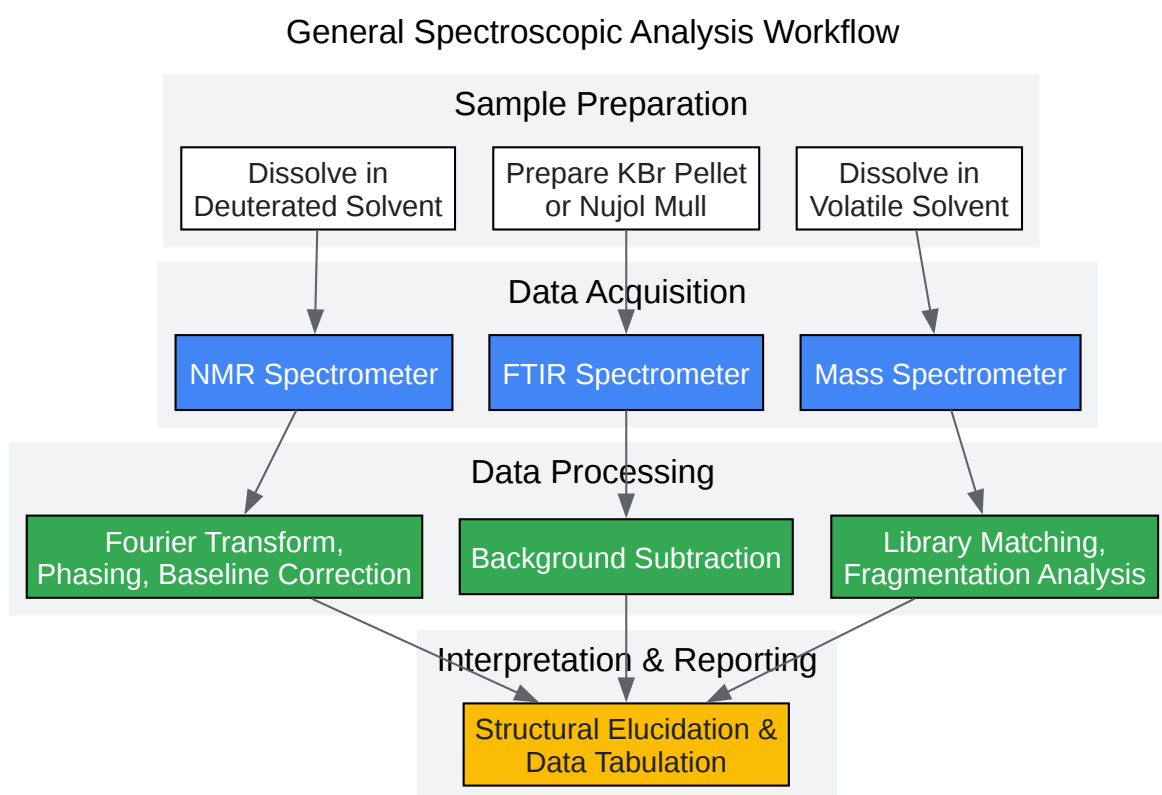 General Spectroscopic Analysis Workflow
Sample Preparation
Dissolve in
Deuterated Solvent
Prepare KBr Pellet
or Nujol Mull
Dissolve in
Volatile Solvent
Data Acquisition
NMR Spectrometer
FTIR Spectrometer
Mass Spectrometer
Data Processing
Fourier Transform,
Phasing, Baseline Correction
Background Subtraction
Library Matching,
Fragmentation Analysis
Interpretation & Reporting
Structural Elucidation &
Data Tabulation